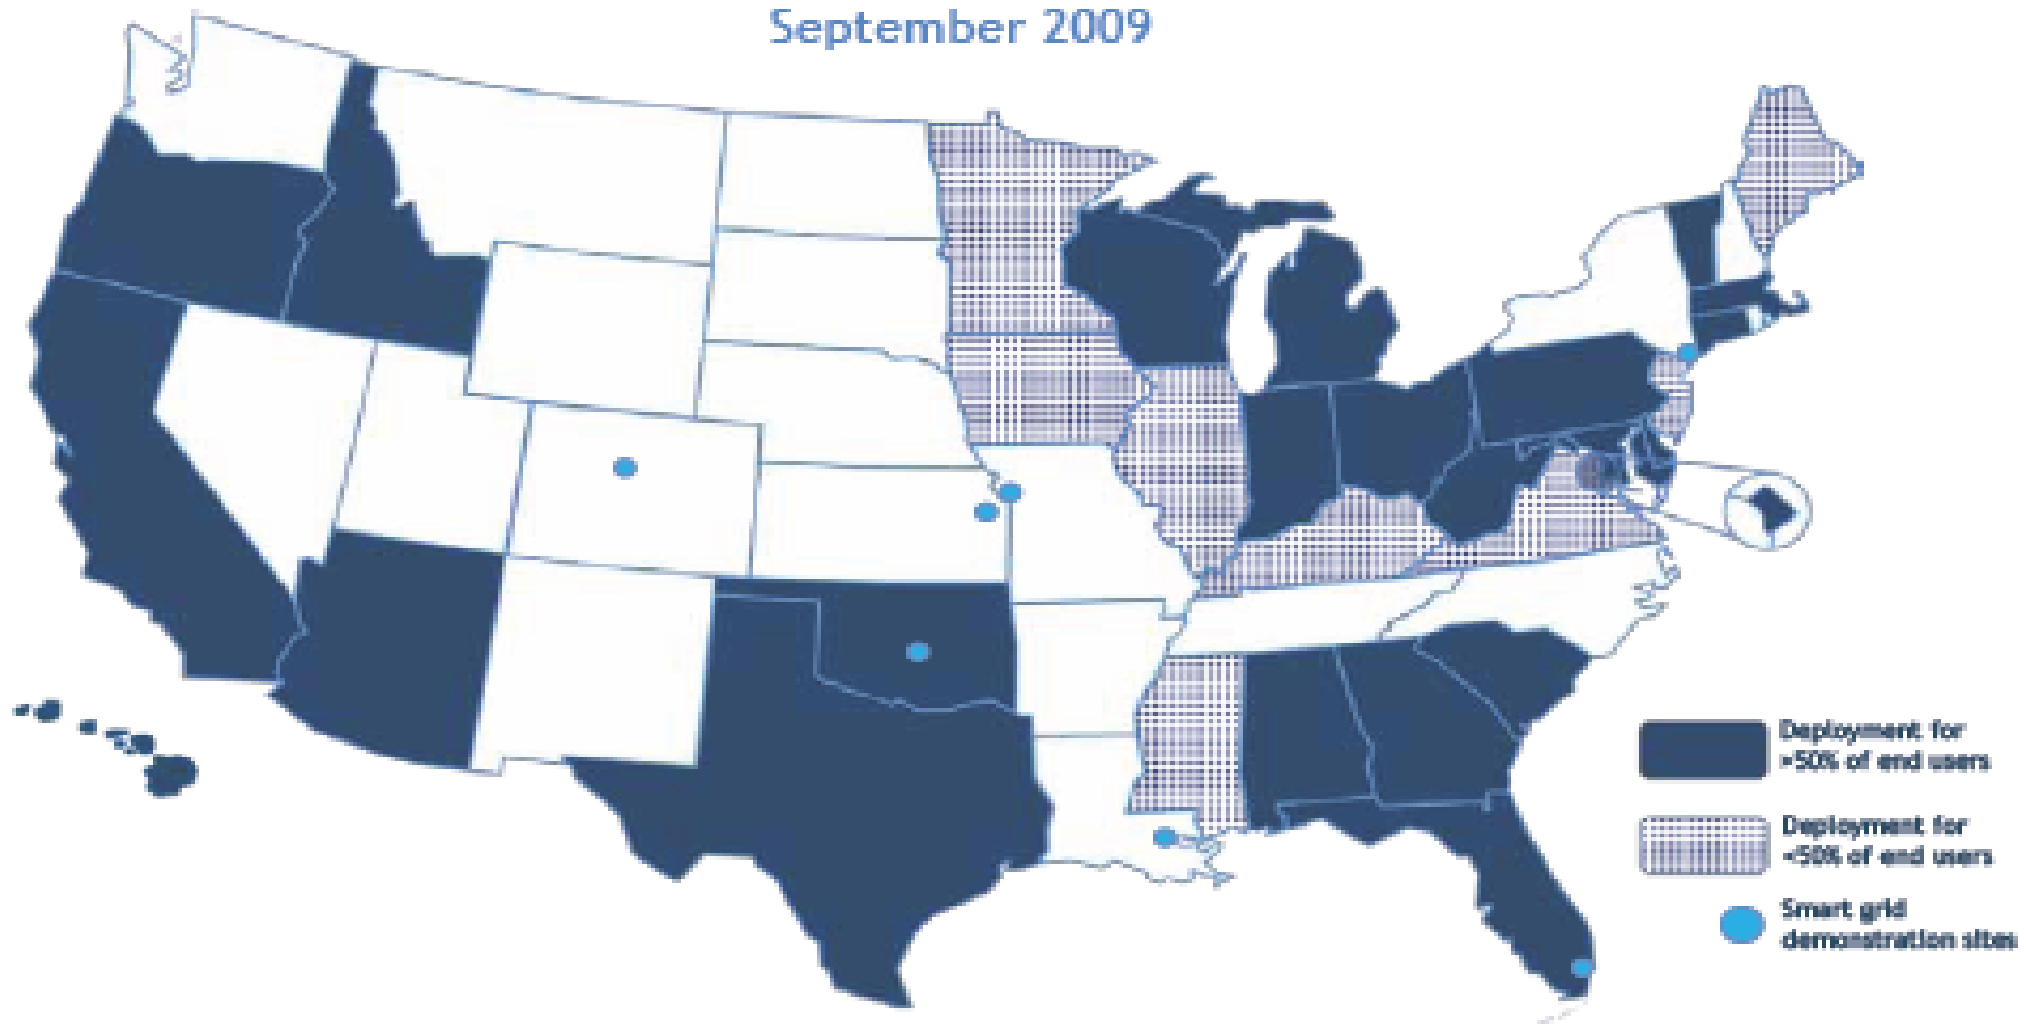 September 2009
Deployment for
>50% of end users
Deployment for
<50% of end users
Smart grid
demonstration sites